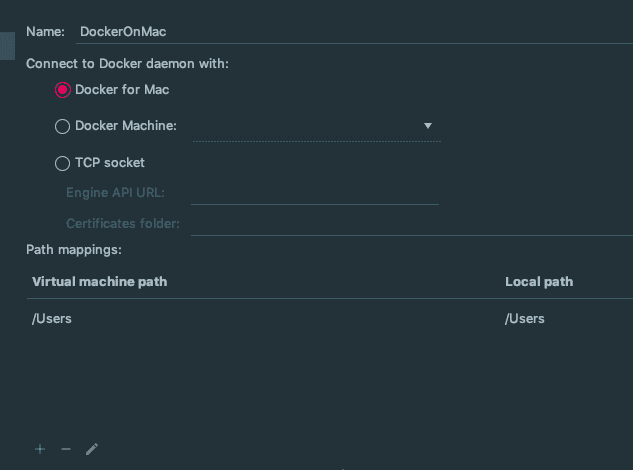 Name: DockerOnMac
Connect to Docker daemon with:
Docker for Mac
Docker Machine:
TCP socket
Engine API URL:
Certificates folder:
Path mappings:
Virtual machine path Local path
/Users /Users